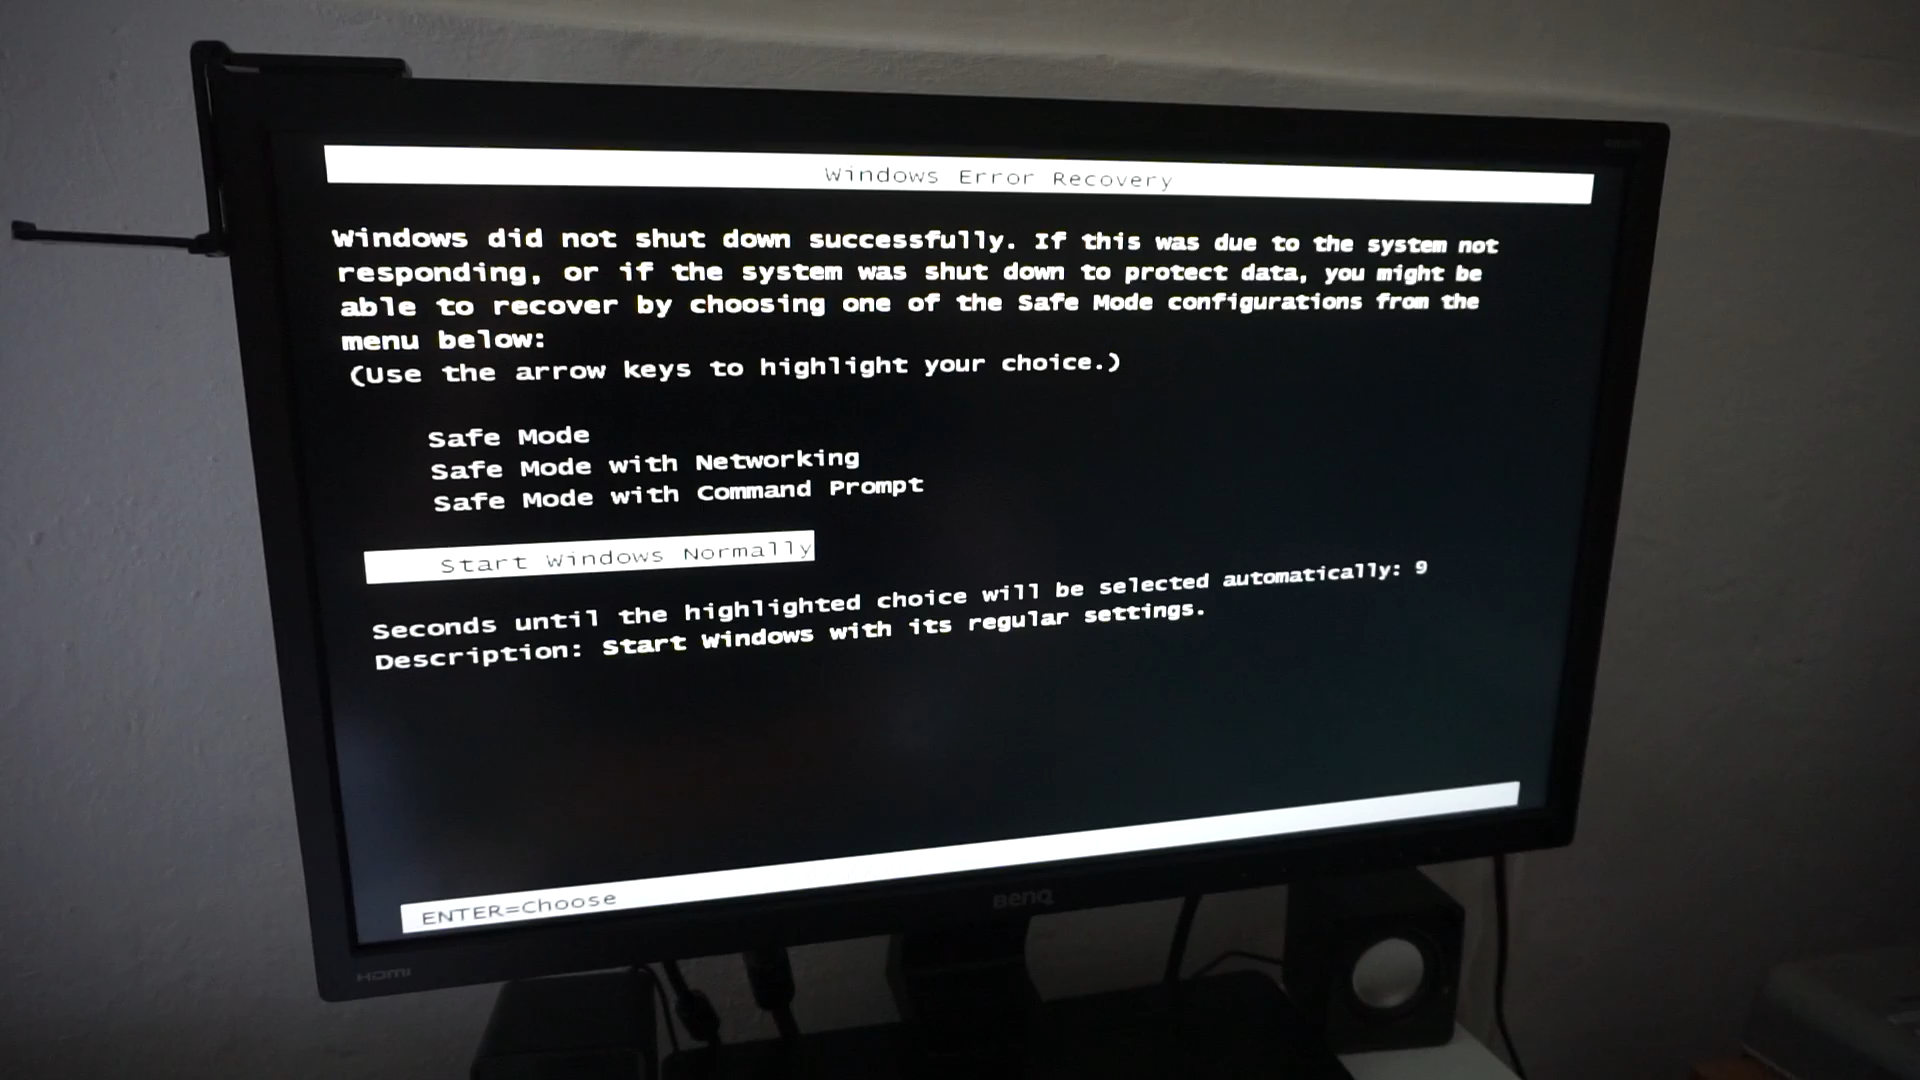 Windows Error Recovery
Windows did not shut down successfully. If this was due to the system not
responding, or if the system was shut down to protect data, you might be
able to recover by choosing one of the Safe Mode configurations from the
menu below:
(Use the arrow keys to highlight your choice.)
Safe Mode
Safe Mode with Networking
Safe Mode with Command Prompt
Start Windows Normally
Seconds until the highlighted choice will be selected automatically: 9
Description: Start Windows with its regular settings.
ENTER=Choose
BenQ
HDMI